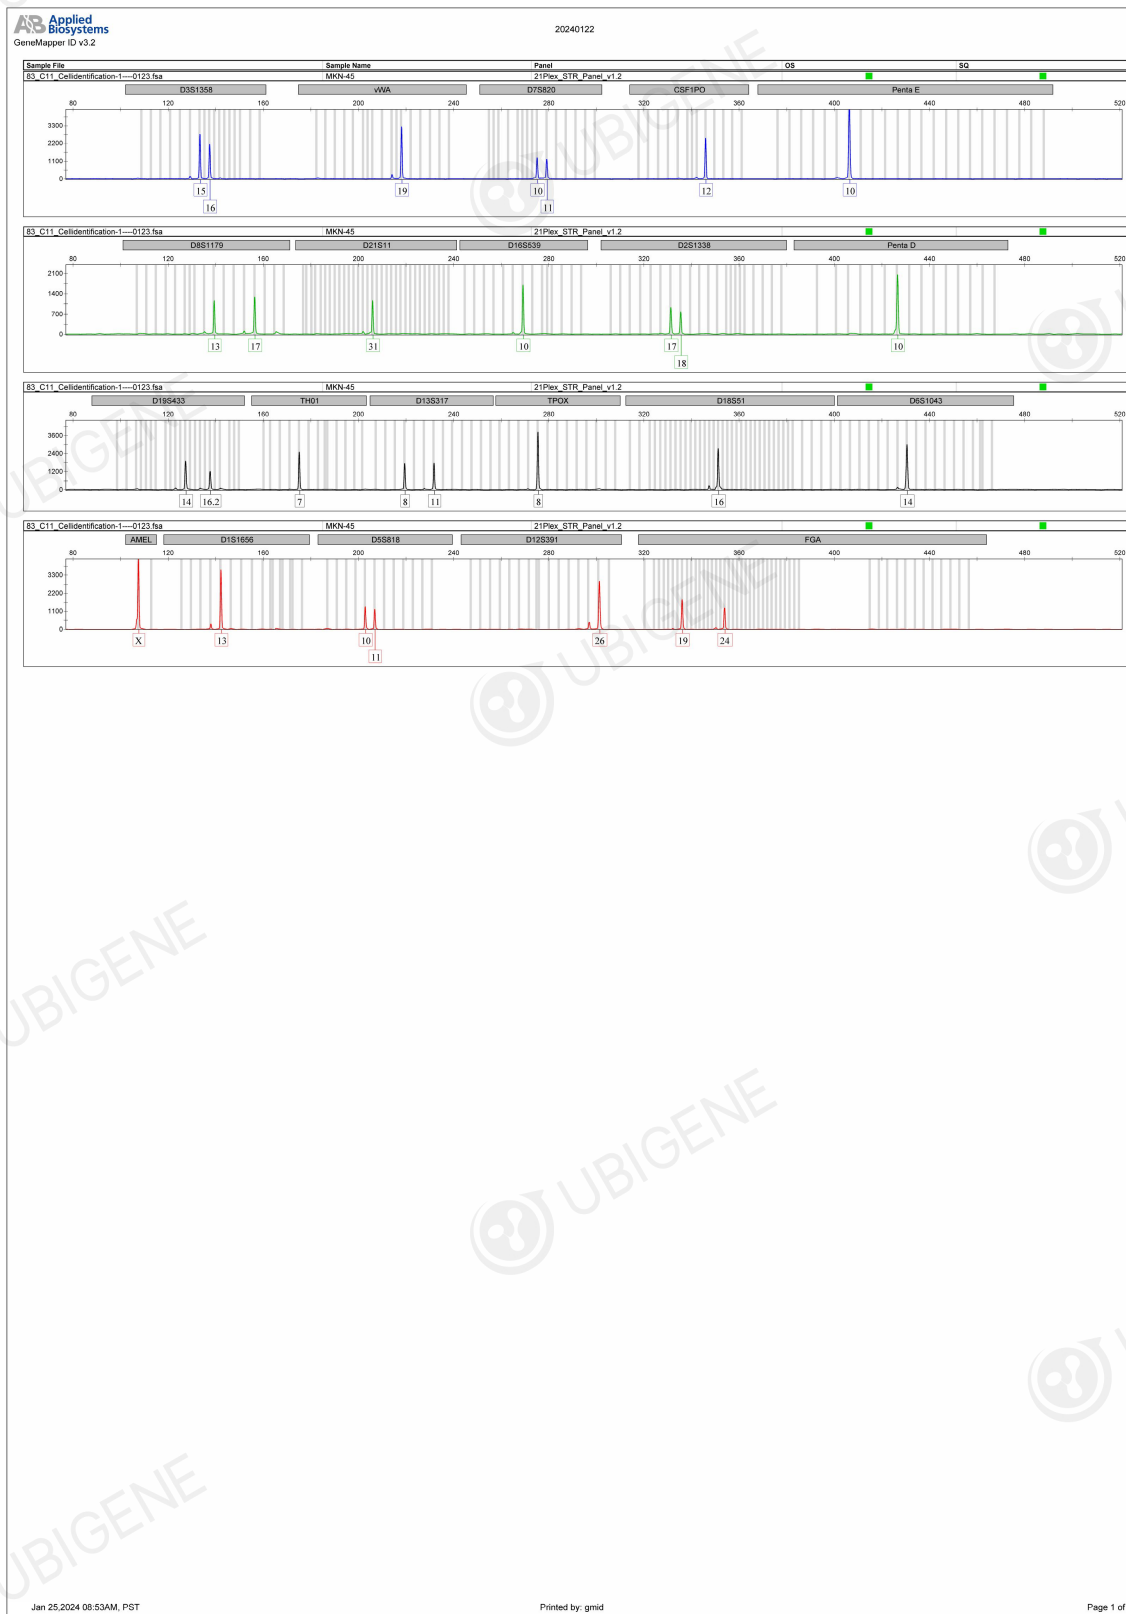 AB Applied Biosystems
GeneMapper ID v3.2
20240122
Sample File Sample Name Panel OS SQ
83_C11_Cellidentification-1----0123.fsa MKN-45 21Plex_STR_Panel_v1.2
D3S1358 vWA D7S820 CSF1PO Penta E
80 120 160 200 240 280 320 360 400 440 480 520
3300
2200
1100
0
15 19 10 12 10
16 11
83_C11_Cellidentification-1----0123.fsa MKN-45 21Plex_STR_Panel_v1.2
D8S1179 D21S11 D16S539 D2S1338 Penta D
80 120 160 200 240 280 320 360 400 440 480 520
2100
1400
700
0
13 17 31 10 17 10
18
83_C11_Cellidentification-1----0123.fsa MKN-45 21Plex_STR_Panel_v1.2
D19S433 TH01 D13S317 TPOX D18S51 D6S1043
80 120 160 200 240 280 320 360 400 440 480 520
3600
2400
1200
0
14 16.2 7 8 11 8 16 14
83_C11_Cellidentification-1----0123.fsa MKN-45 21Plex_STR_Panel_v1.2
AMEL D1S1656 D5S818 D12S391 FGA
80 120 160 200 240 280 320 360 400 440 480 520
3300
2200
1100
0
X 13 10 26 19 24
11
UBIGENE
UBIGENE
UBIGENE
UBIGENE
UBIGENE
UBIGENE
Jan 25,2024 08:53AM, PST Printed by: gmid Page 1 of